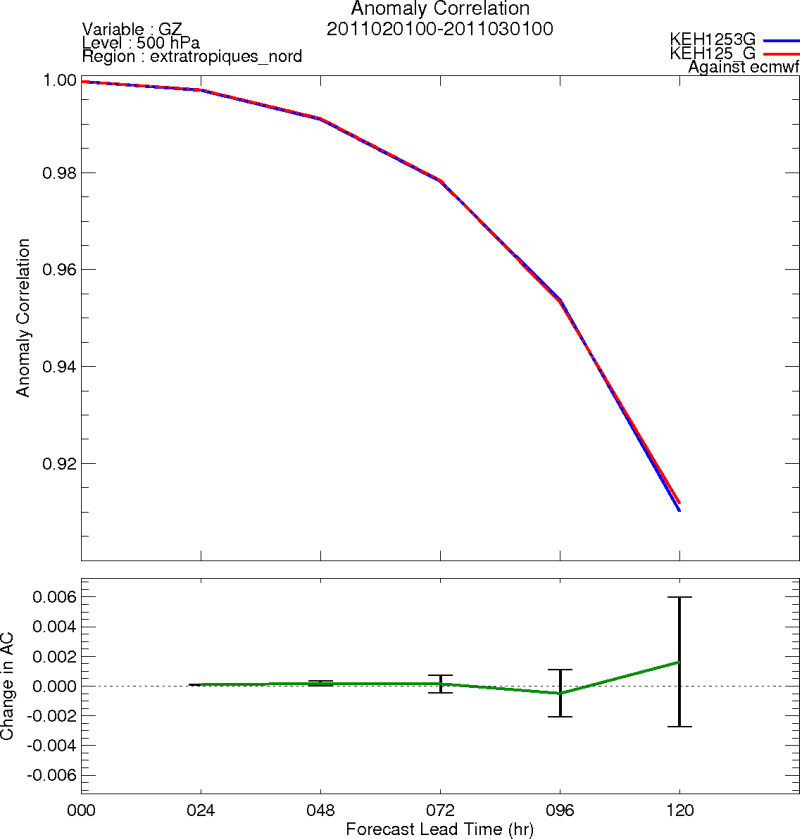 Anomaly Correlation
2011020100-2011030100
Variable : GZ
Level : 500 hPa
Region : extratropiques_nord
KEH1253G
KEH125_G
Against ecmwf
1.00
0.98
0.96
0.94
0.92
Anomaly Correlation
0.006
0.004
0.002
0.000
-0.002
-0.004
-0.006
Change in AC
000 024 048 072 096 120
Forecast Lead Time (hr)